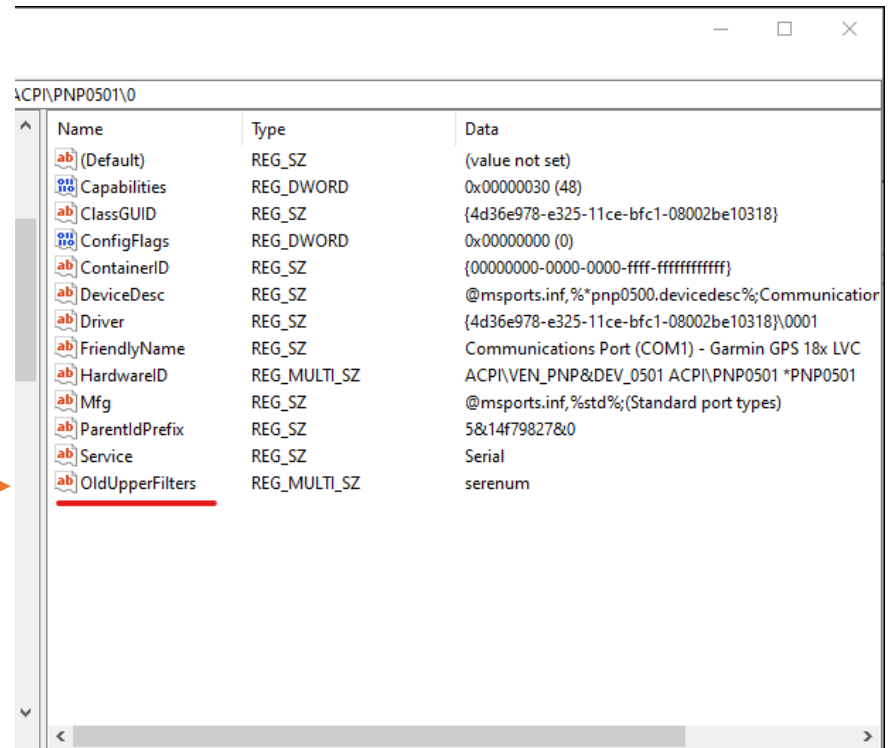 ACPI\PNP0501\0
Name Type Data
(Default) REG_SZ (value not set)
Capabilities REG_DWORD 0x00000030 (48)
ClassGUID REG_SZ {4d36e978-e325-11ce-bfc1-08002be10318}
ConfigFlags REG_DWORD 0x00000000 (0)
ContainerID REG_SZ {00000000-0000-0000-ffff-ffffffffffff}
DeviceDesc REG_SZ @msports.inf,%*pnp0500.devicedesc%;Communication
Driver REG_SZ {4d36e978-e325-11ce-bfc1-08002be10318}\0001
FriendlyName REG_SZ Communications Port (COM1) - Garmin GPS 18x LVC
HardwareID REG_MULTI_SZ ACPI\VEN_PNP&DEV_0501 ACPI\PNP0501 *PNP0501
Mfg REG_SZ @msports.inf,%std%;(Standard port types)
ParentIdPrefix REG_SZ 5&14f79827&0
Service REG_SZ Serial
OldUpperFilters REG_MULTI_SZ serenum